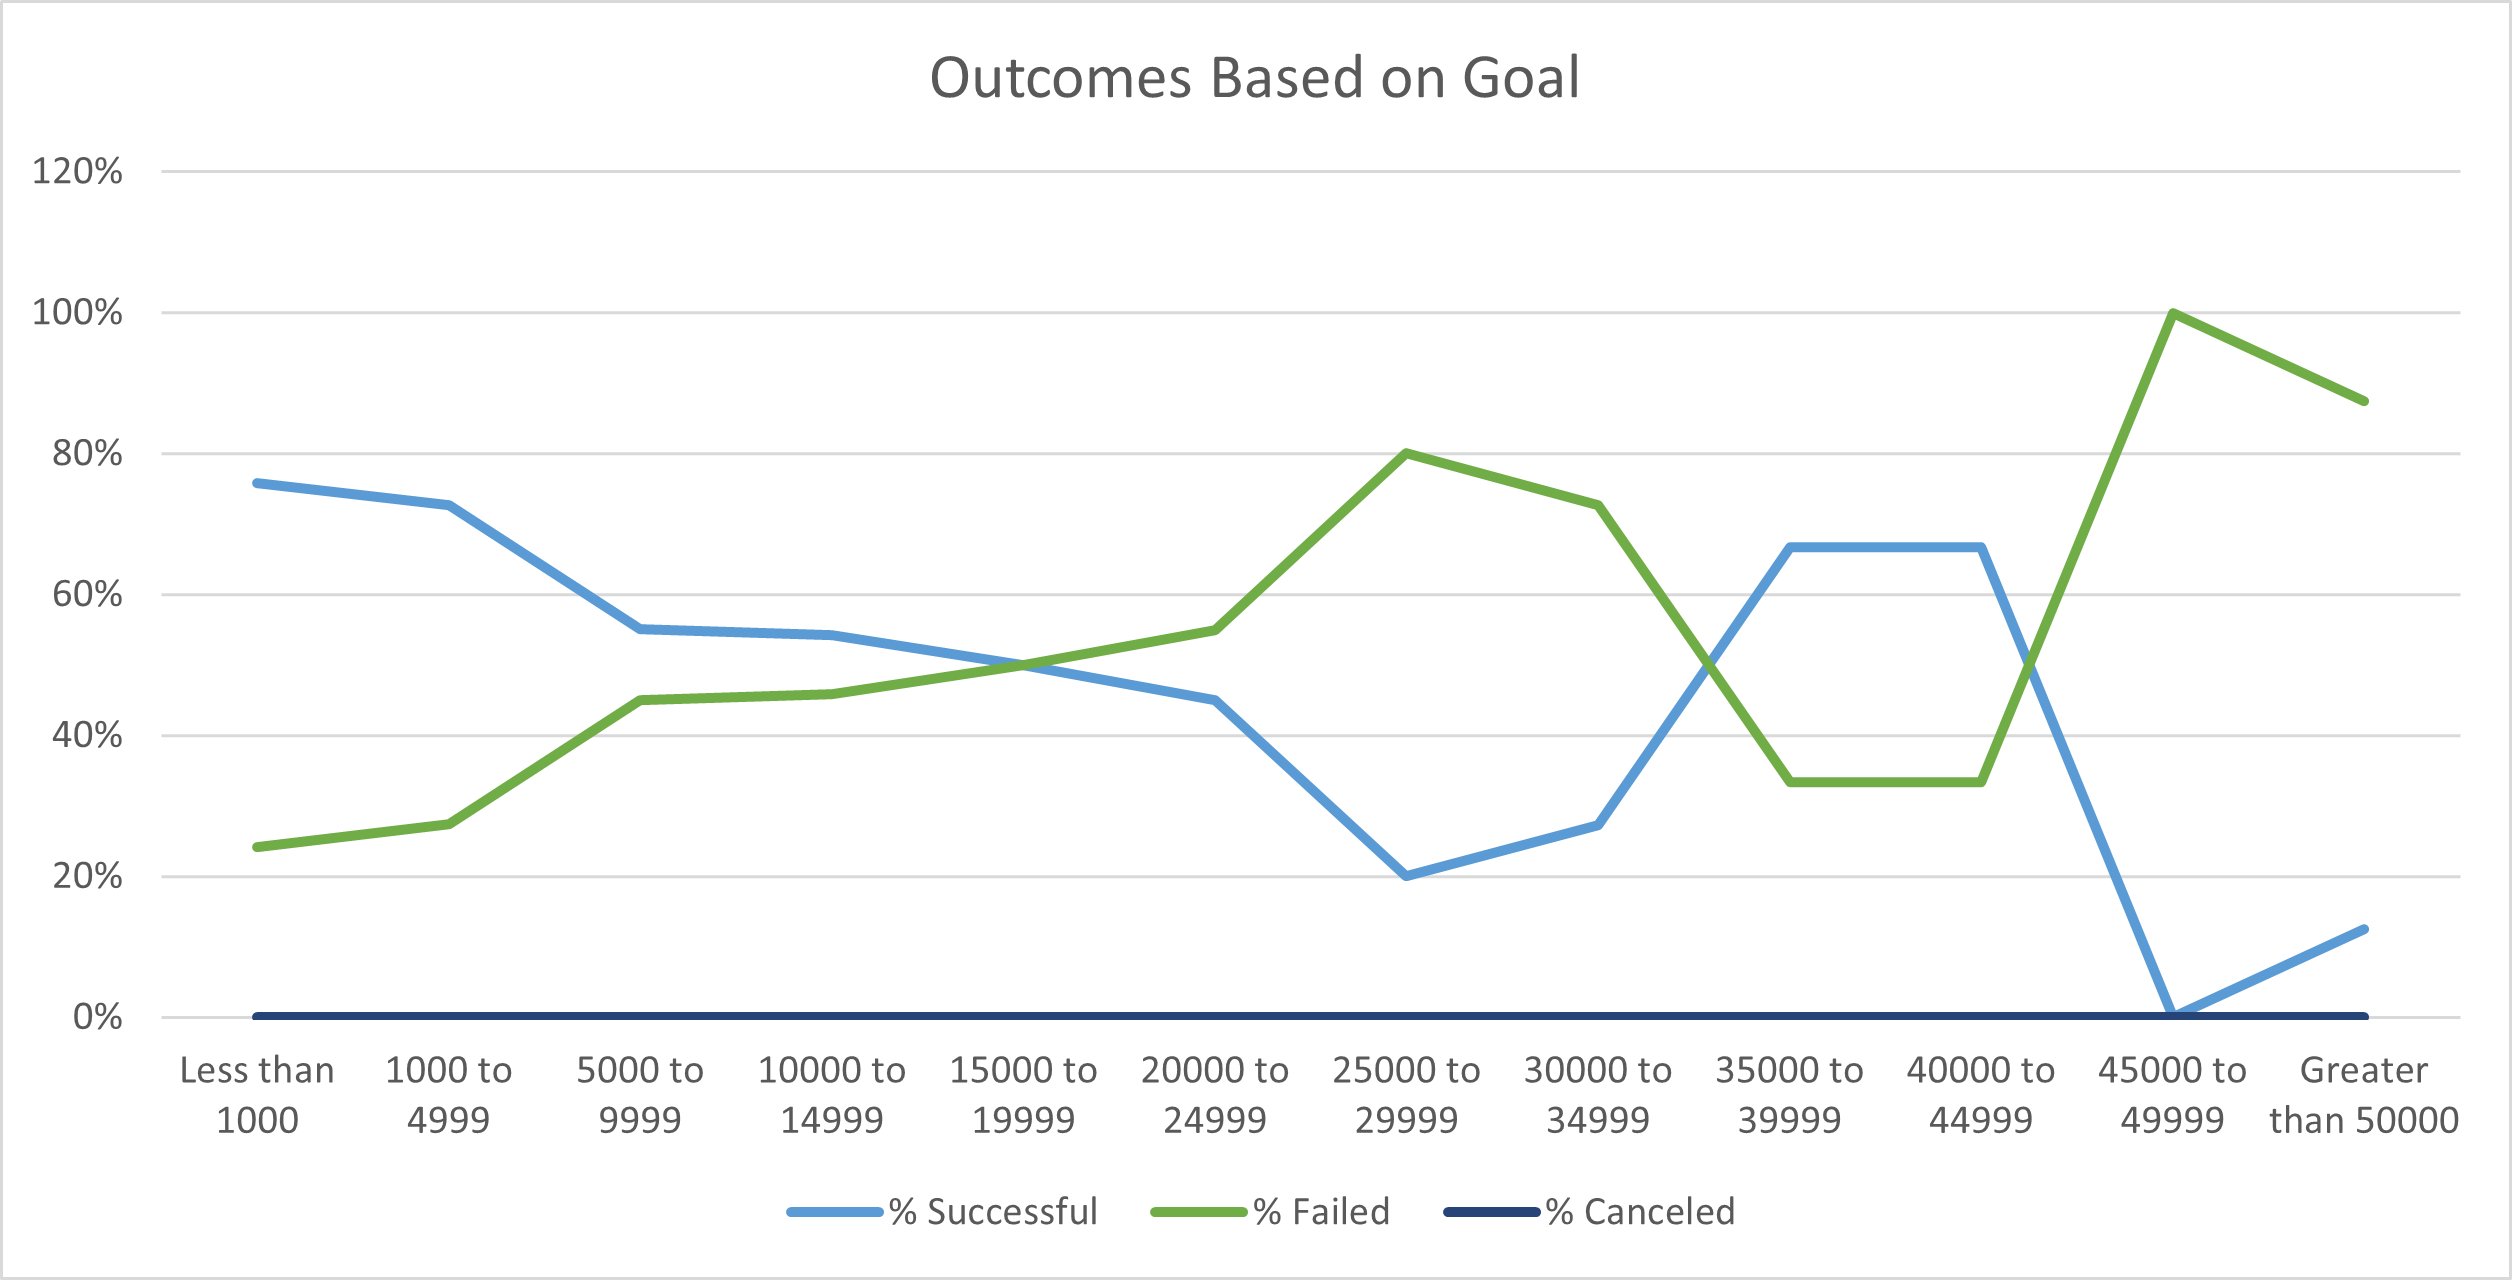 Outcomes Based on Goal
120%
100%
80%
60%
40%
20%
0%
Less than
1000
1000 to
4999
5000 to
9999
10000 to
14999
15000 to
19999
20000 to
24999
25000 to
29999
30000 to
34999
35000 to
39999
40000 to
44999
45000 to
49999
Greater
than 50000
% Successful
% Failed
% Canceled